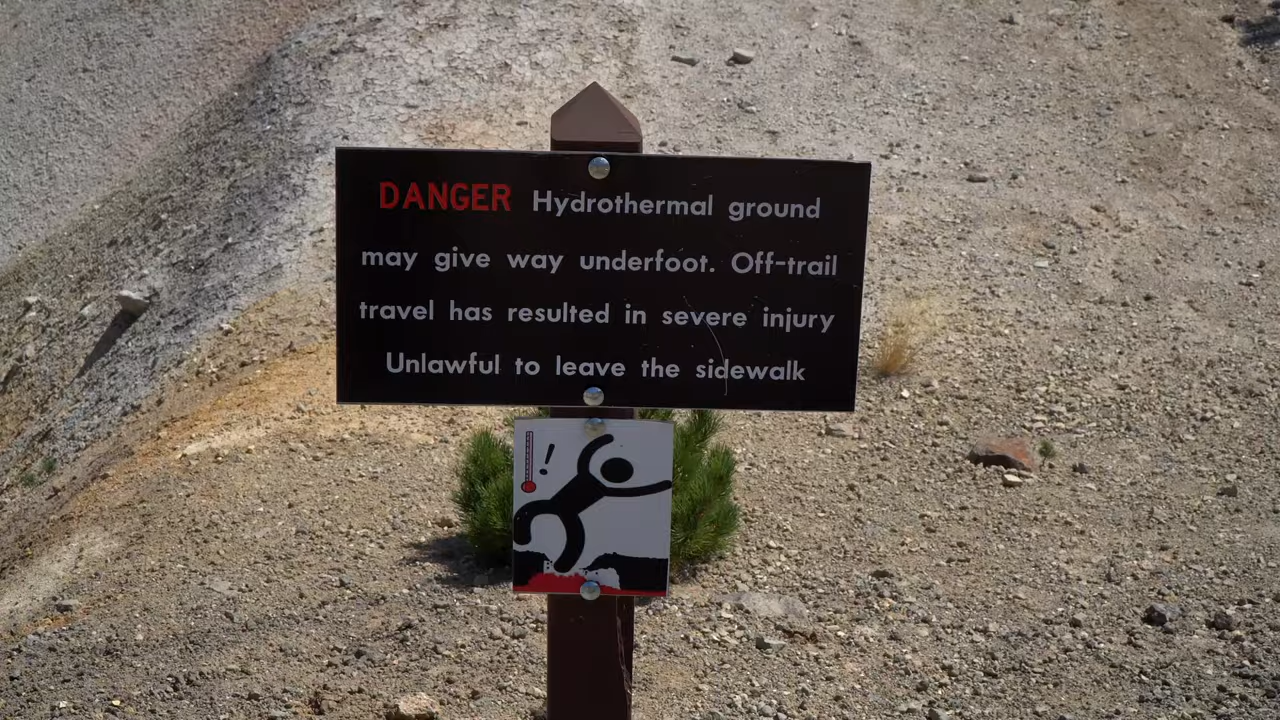 DANGER Hydrothermal ground
may give way underfoot. Off-trail
travel has resulted in severe injury
Unlawful to leave the sidewalk
!